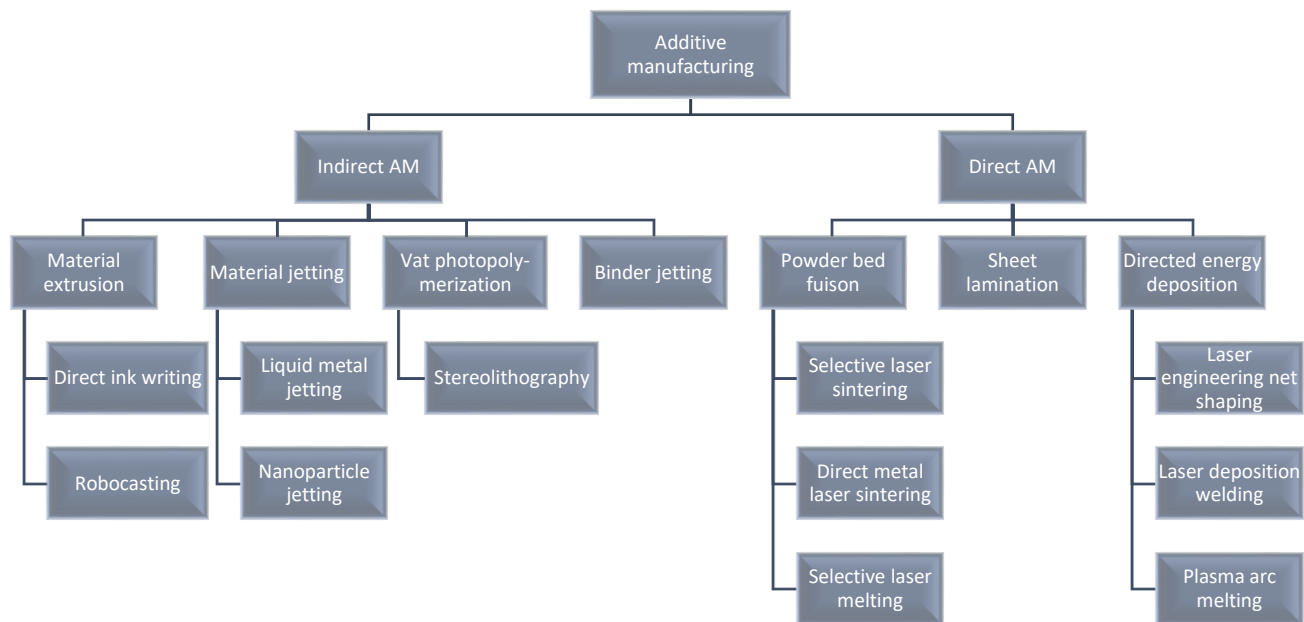 Additive
manufacturing
Indirect AM
Direct AM
Material
extrusion
Material jetting
Vat photopoly-
merization
Binder jetting
Powder bed
fuison
Sheet
lamination
Directed energy
deposition
Direct ink writing
Liquid metal
jetting
Stereolithography
Selective laser
sintering
Laser
engineering net
shaping
Robocasting
Nanoparticle
jetting
Direct metal
laser sintering
Laser deposition
welding
Selective laser
melting
Plasma arc
melting